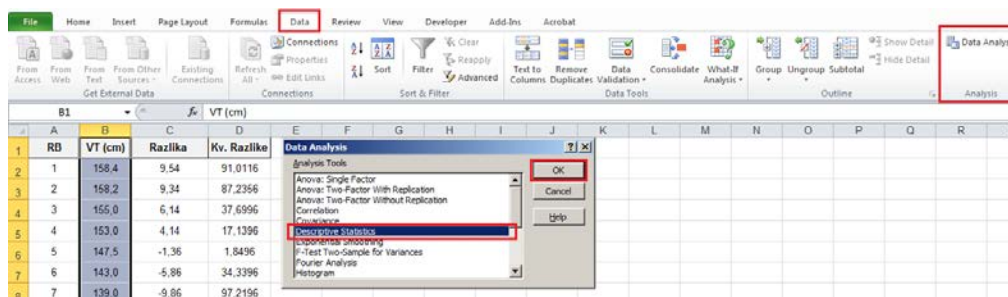 File Home Insert Page Layout Formulas Data Review View Developer Add-Ins Acrobat
From Access From Web From Text From Other Sources Existing Connections Refresh All Connections Properties Edit Links Sort Filter Clear Reapply Advanced Text to Columns Remove Duplicates Data Validation Consolidate What-If Analysis Group Ungroup Subtotal Show Detail Hide Detail Data Analys
Get External Data Connections Sort & Filter Data Tools Outline Analysis
B1 fx VT (cm)
A B C D E F G H I J K L M N O P Q R
1 RB VT (cm) Razlika Kv. Razlike
2 1 158,4 9,54 91,0116
3 2 158,2 9,34 87,2356
4 3 155,0 6,14 37,6996
5 4 153,0 4,14 17,1396
6 5 147,5 -1,36 1,8496
7 6 143,0 -5,86 34,3396
8 7 139,0 -9,86 97,2196
Data Analysis
Analysis Tools
Anova: Single Factor
Anova: Two-Factor With Replication
Anova: Two-Factor Without Replication
Correlation
Covariance
Descriptive Statistics
Exponential Smoothing
F-Test Two-Sample for Variances
Fourier Analysis
Histogram
OK
Cancel
Help